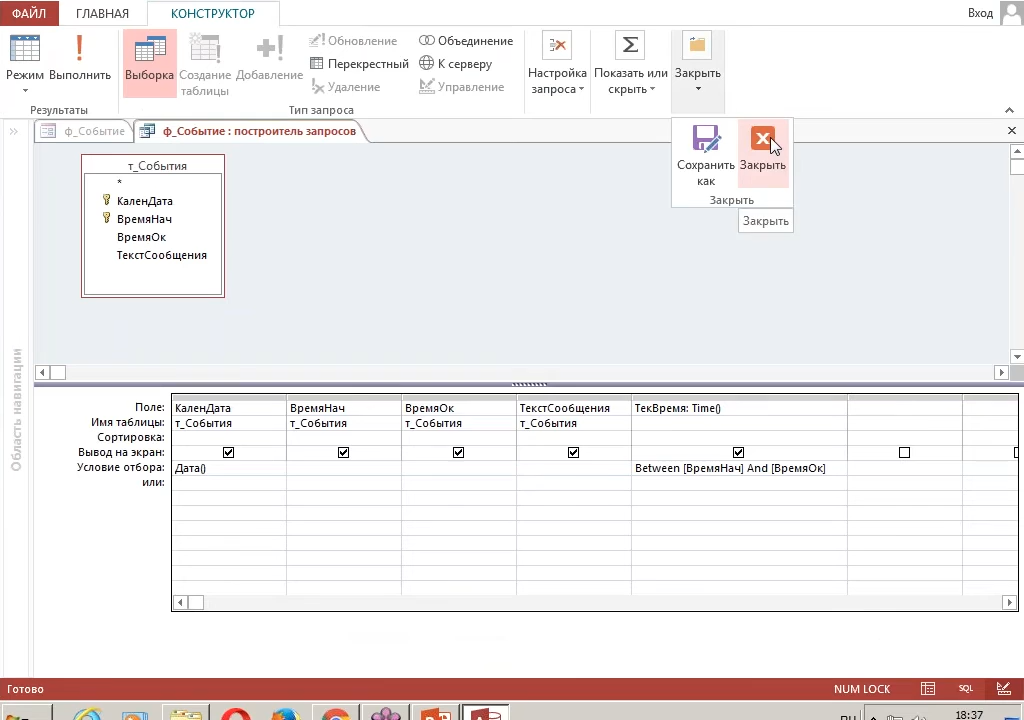 ФАЙЛ ГЛАВНАЯ КОНСТРУКТОР Вход
Режим Выполнить Выборка Создание таблицы Добавление
Обновление
Перекрестный
Удаление
Объединение
К серверу
Управление
Настройка запроса
Показать или скрыть
Закрыть
Результаты Тип запроса
ф_Событие ф_Событие : построитель запросов
Сохранить как Закрыть
Закрыть
Закрыть
т_События
*
КаленДата
ВремяНач
ВремяОк
ТекстСообщения
Область навигации
Поле: КаленДата ВремяНач ВремяОк ТекстСообщения ТекВремя: Time()
Имя таблицы: т_События т_События т_События т_События
Сортировка:
Вывод на экран:
Условие отбора: Дата() Between [ВремяНач] And [ВремяОк]
или:
Готово NUM LOCK SQL
18:37